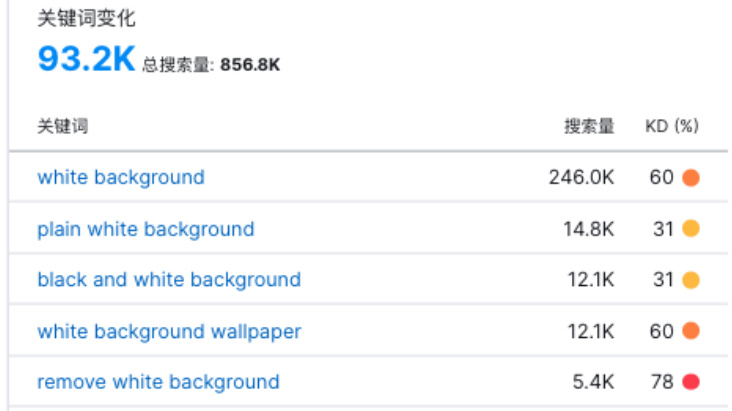 关键词变化
93.2K 总搜索量: 856.8K
关键词 搜索量 KD (%)
white background 246.0K 60
plain white background 14.8K 31
black and white background 12.1K 31
white background wallpaper 12.1K 60
remove white background 5.4K 78